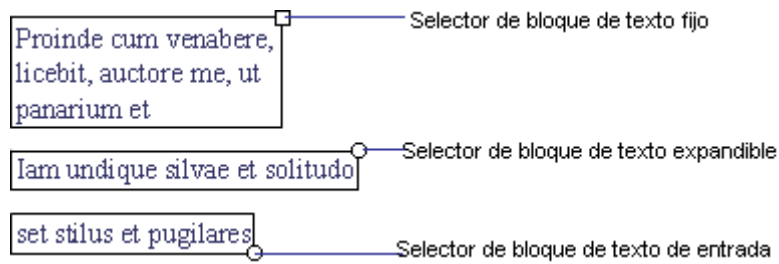 Selector de bloque de texto fijo
Proinde cum venabere,
licebit, auctore me, ut
panarium et
Selector de bloque de texto expandible
Iam undique silvae et solitudo
set stilus et pugilares
Selector de bloque de texto de entrada